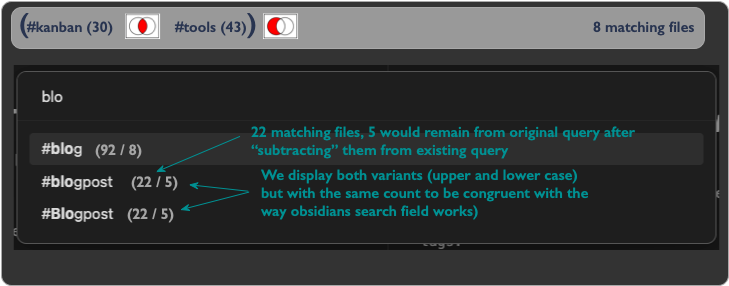 (#kanban (30) #tools (43)) 8 matching files
blo
22 matching files, 5 would remain from original query after
#blog (92 / 8) “subtracting” them from existing query
We display both variants (upper and lower case)
#blogpost (22 / 5) but with the same count to be congruent with the
#Blogpost (22 / 5) way obsidians search field works)